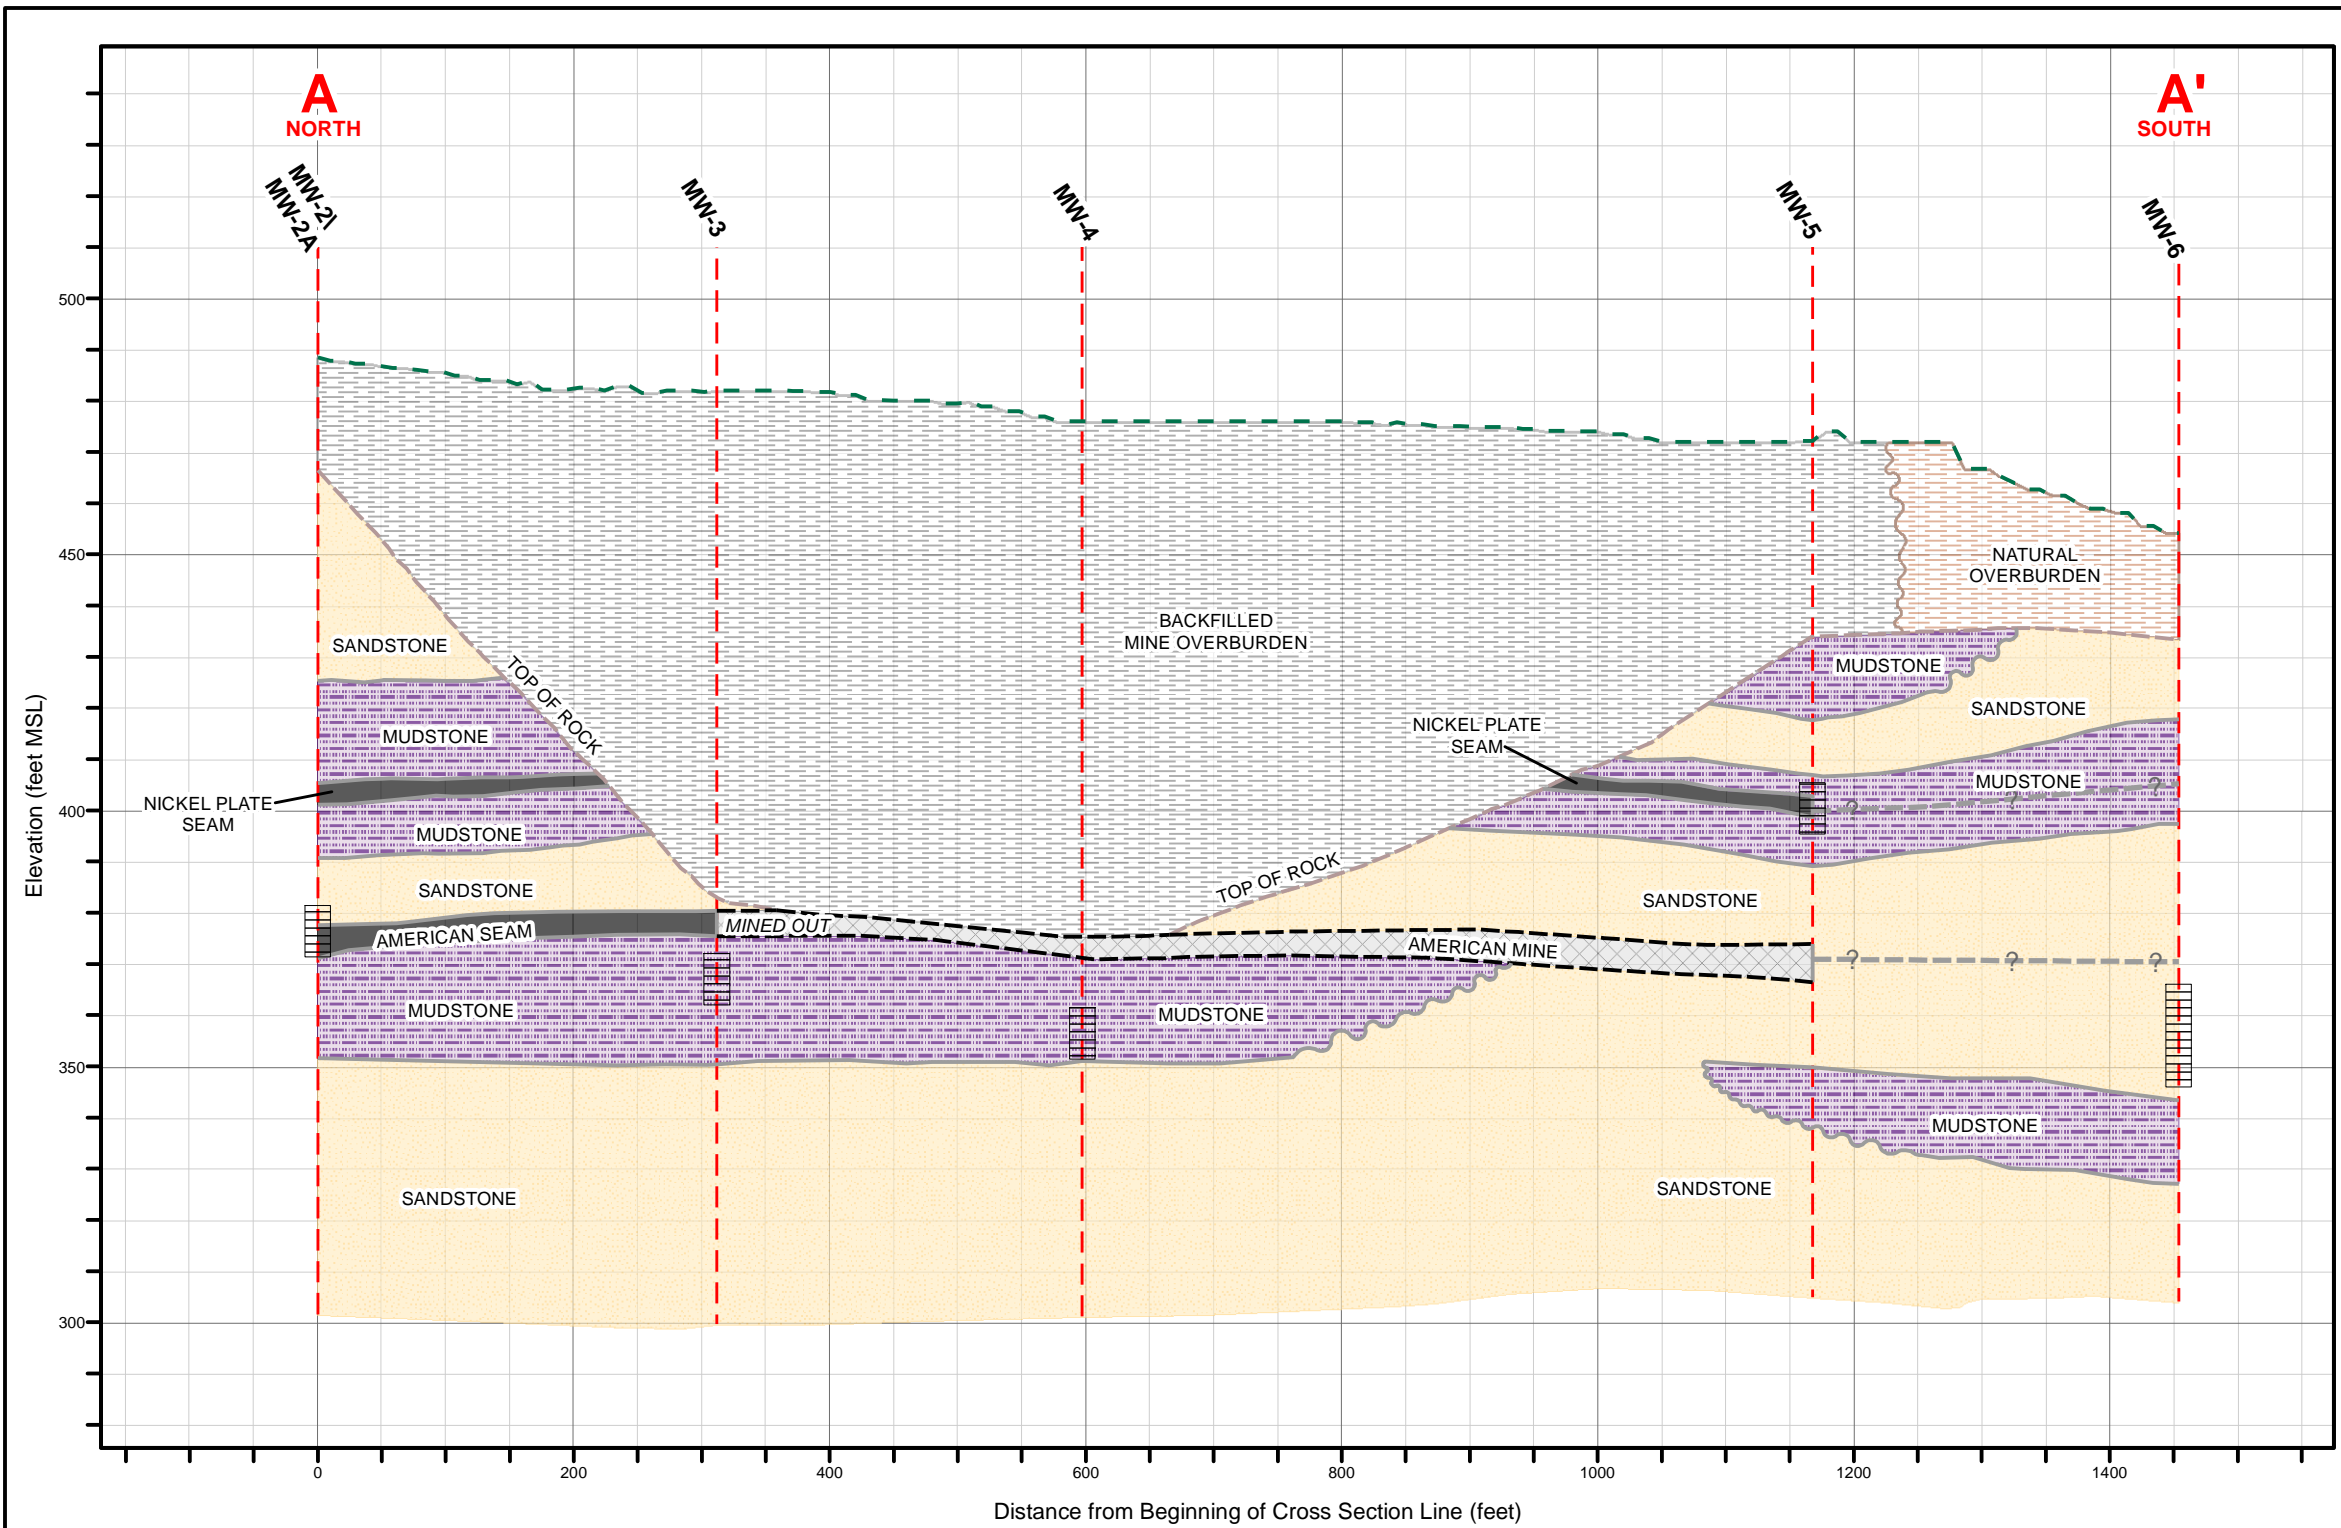 A
NORTH
A'
SOUTH
MW-2I
MW-2A
MW-3
MW-4
MW-5
MW-6
500
450
400
350
300
Elevation (feet MSL)
NATURAL
OVERBURDEN
BACKFILLED
MINE OVERBURDEN
SANDSTONE
TOP OF ROCK
MUDSTONE
SANDSTONE
NICKEL PLATE
SEAM
MUDSTONE
MUDSTONE
?
?
?
NICKEL PLATE
SEAM
MUDSTONE
TOP OF ROCK
SANDSTONE
SANDSTONE
AMERICAN SEAM
MINED OUT
AMERICAN MINE
?
?
?
MUDSTONE
MUDSTONE
MUDSTONE
SANDSTONE
SANDSTONE
0
200
400
600
800
1000
1200
1400
Distance from Beginning of Cross Section Line (feet)